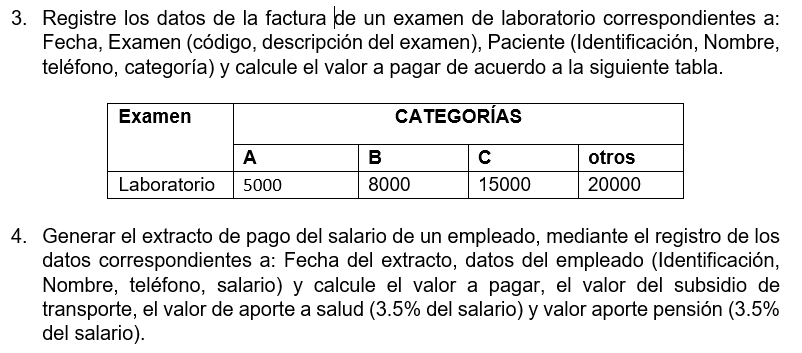 3. Registre los datos de la factura de un examen de laboratorio correspondientes a:
Fecha, Examen (código, descripción del examen), Paciente (Identificación, Nombre,
teléfono, categoría) y calcule el valor a pagar de acuerdo a la siguiente tabla.
Examen CATEGORÍAS
A B C otros
Laboratorio 5000 8000 15000 20000
4. Generar el extracto de pago del salario de un empleado, mediante el registro de los
datos correspondientes a: Fecha del extracto, datos del empleado (Identificación,
Nombre, teléfono, salario) y calcule el valor a pagar, el valor del subsidio de
transporte, el valor de aporte a salud (3.5% del salario) y valor aporte pensión (3.5%
del salario).